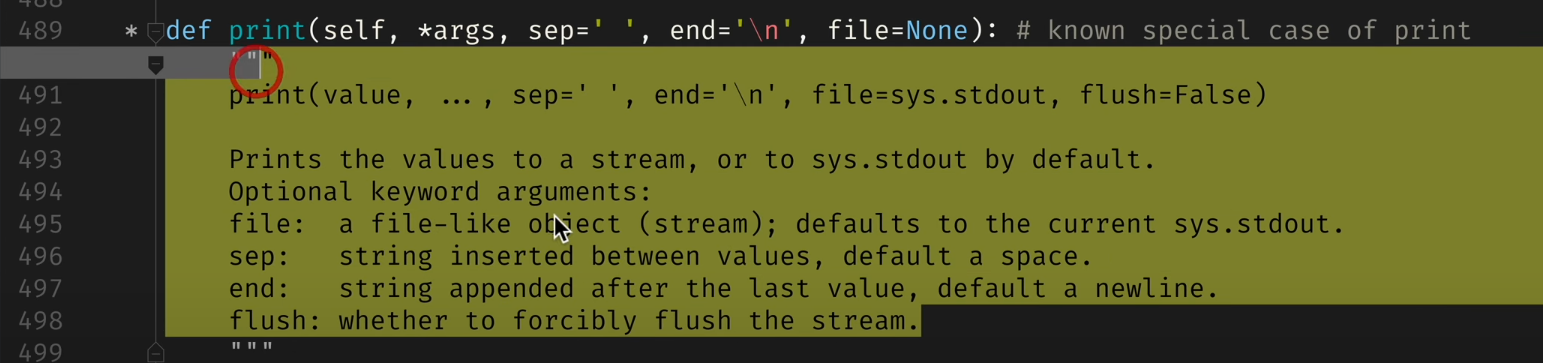 488
489 * def print(self, *args, sep=' ', end='\n', file=None): # known special case of print
"""
491 print(value, ..., sep=' ', end='\n', file=sys.stdout, flush=False)
492
493 Prints the values to a stream, or to sys.stdout by default.
494 Optional keyword arguments:
495 file:  a file-like object (stream); defaults to the current sys.stdout.
496 sep:   string inserted between values, default a space.
497 end:   string appended after the last value, default a newline.
498 flush: whether to forcibly flush the stream.
499 """